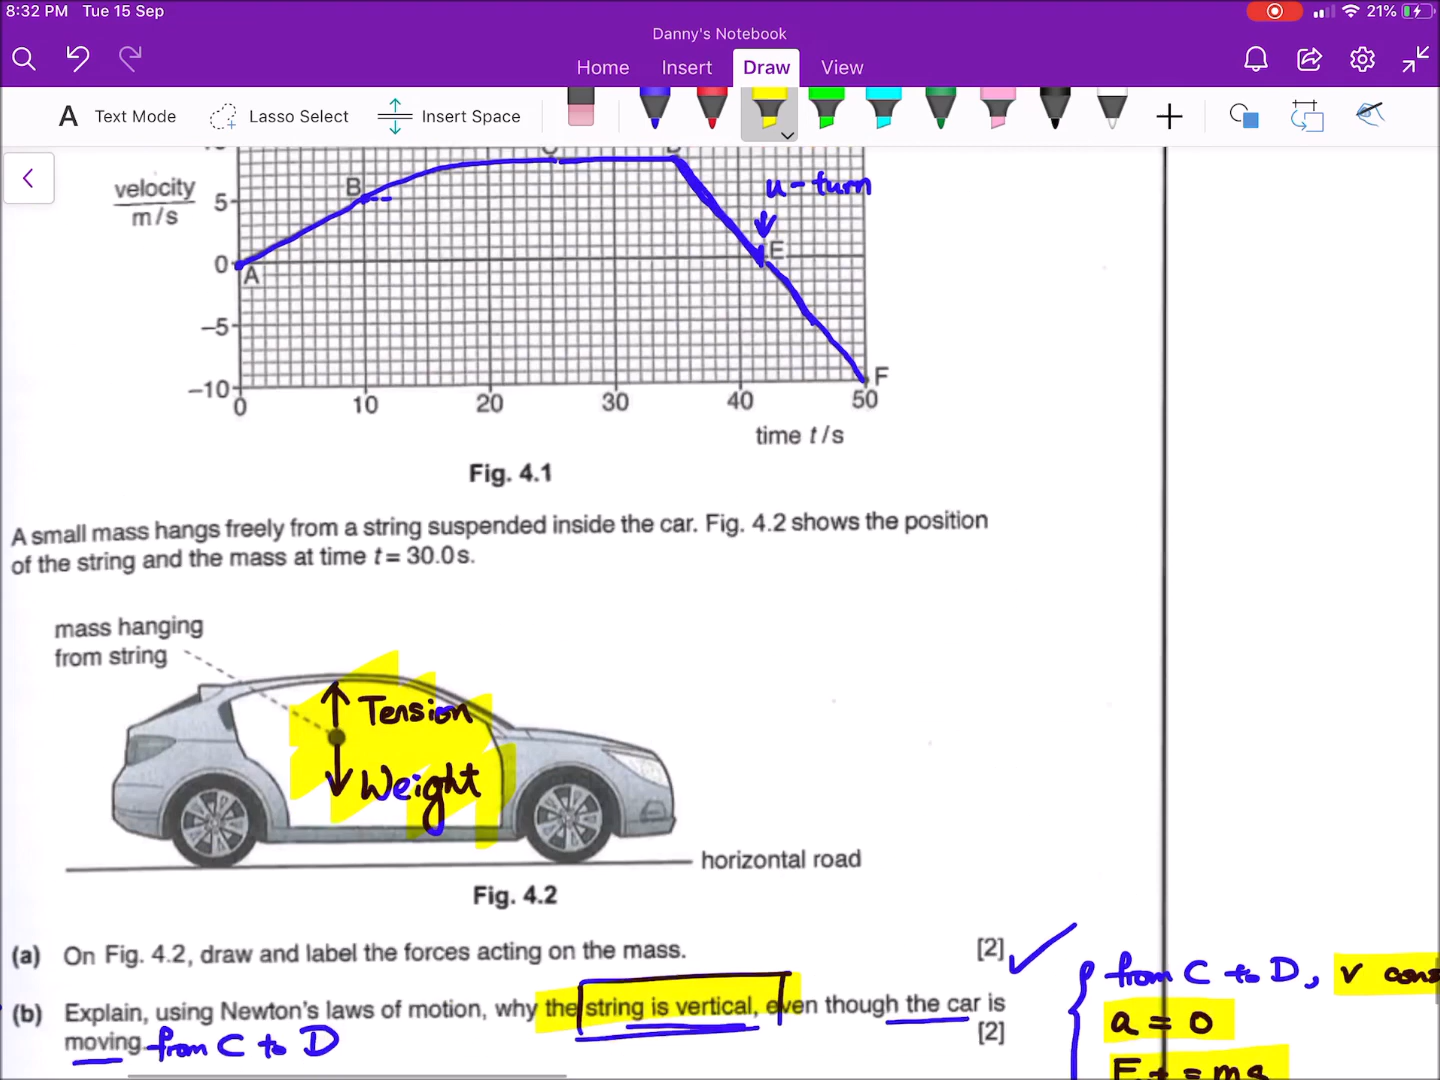 8:32 PM Tue 15 Sep
21%
Danny's Notebook
Home Insert Draw View
A Text Mode Lasso Select Insert Space
velocity
m/s
5
0
−5
−10
A
B
E
F
u-turn
0 10 20 30 40 50
time t/s
Fig. 4.1
A small mass hangs freely from a string suspended inside the car. Fig. 4.2 shows the position
of the string and the mass at time t = 30.0 s.
mass hanging
from string
Tension
Weight
horizontal road
Fig. 4.2
(a) On Fig. 4.2, draw and label the forces acting on the mass. [2]
(b) Explain, using Newton's laws of motion, why the string is vertical, even though the car is
moving. from C to D [2]
from C to D, v cons
a = 0